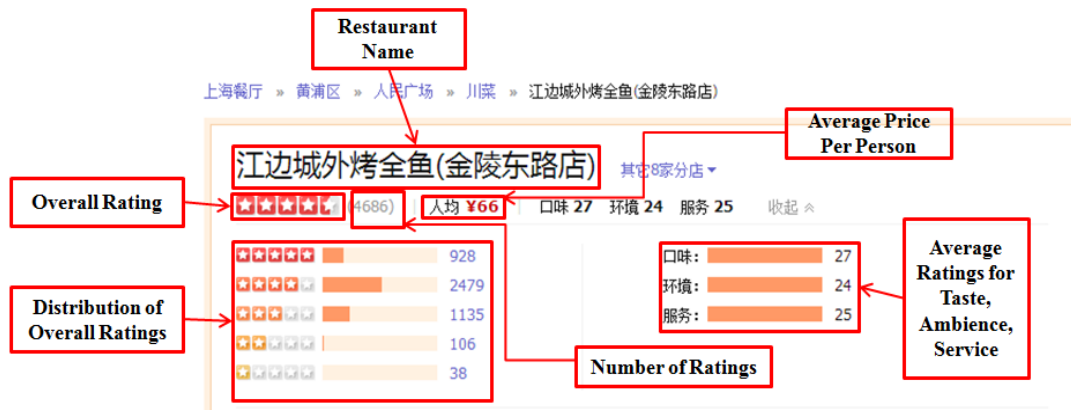 Restaurant
Name
上海餐厅 » 黄浦区 » 人民广场 » 川菜 » 江边城外烤全鱼(金陵东路店)
Average Price
Per Person
江边城外烤全鱼(金陵东路店) 其它8家分店
Overall Rating
(4686) 人均 ¥66 口味 27 环境 24 服务 25 收起
928
2479
1135
106
38
口味: 27
环境: 24
服务: 25
Distribution of
Overall Ratings
Average
Ratings for
Taste,
Ambience,
Service
Number of Ratings